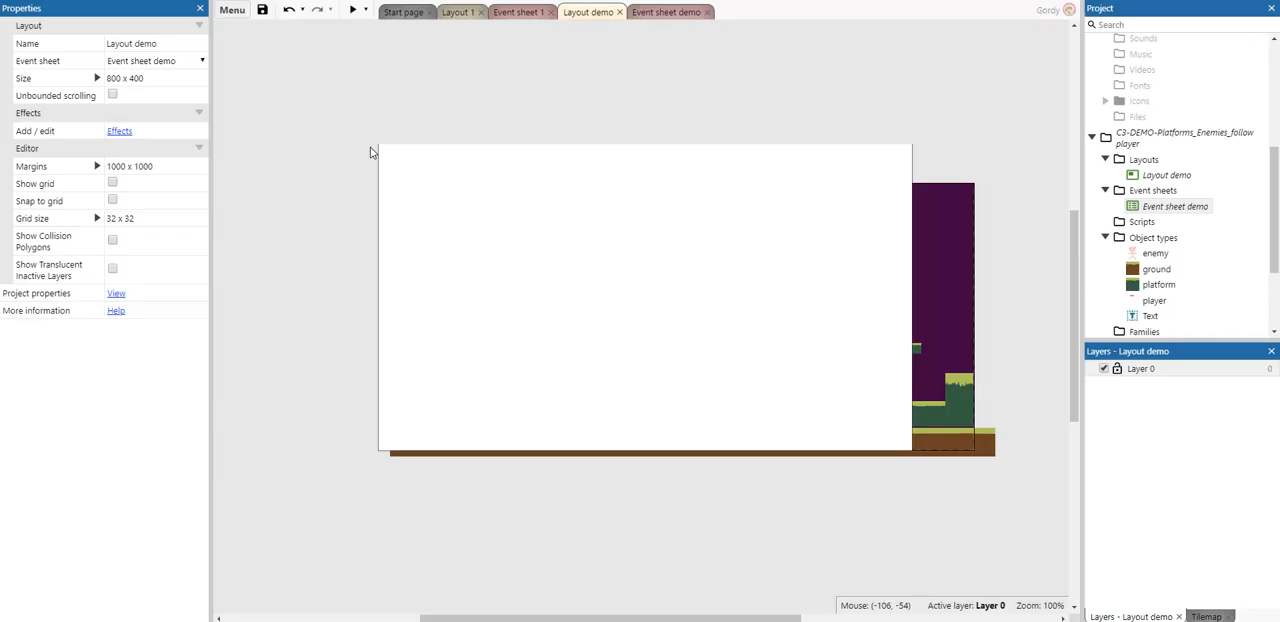 Properties
Menu
Start page
Layout 1
Event sheet 1
Layout demo
Event sheet demo
Gordy
Project
Layout
Name
Layout demo
Event sheet
Event sheet demo
Size
800 x 400
Unbounded scrolling
Effects
Add / edit
Effects
Editor
Margins
1000 x 1000
Show grid
Snap to grid
Grid size
32 x 32
Show Collision
Polygons
Show Translucent
Inactive Layers
Project properties
View
More information
Help
Search
Sounds
Music
Videos
Fonts
Icons
Files
C3-DEMO-Platforms_Enemies_follow
player
Layouts
Layout demo
Event sheets
Event sheet demo
Scripts
Object types
enemy
ground
platform
player
Text
Families
Layers - Layout demo
Layer 0
0
Mouse: (-106, -54)
Active layer: Layer 0
Zoom: 100%
Layers - Layout demo
Tilemap